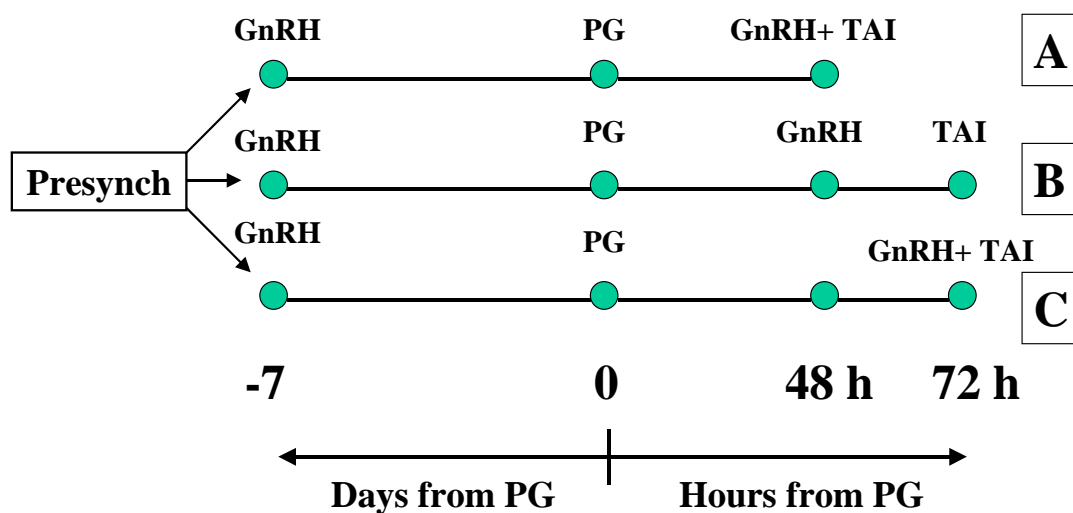 GnRH PG GnRH+ TAI A
GnRH PG GnRH TAI
Presynch B
GnRH PG GnRH+ TAI
C
-7 0 48 h 72 h
Days from PG Hours from PG